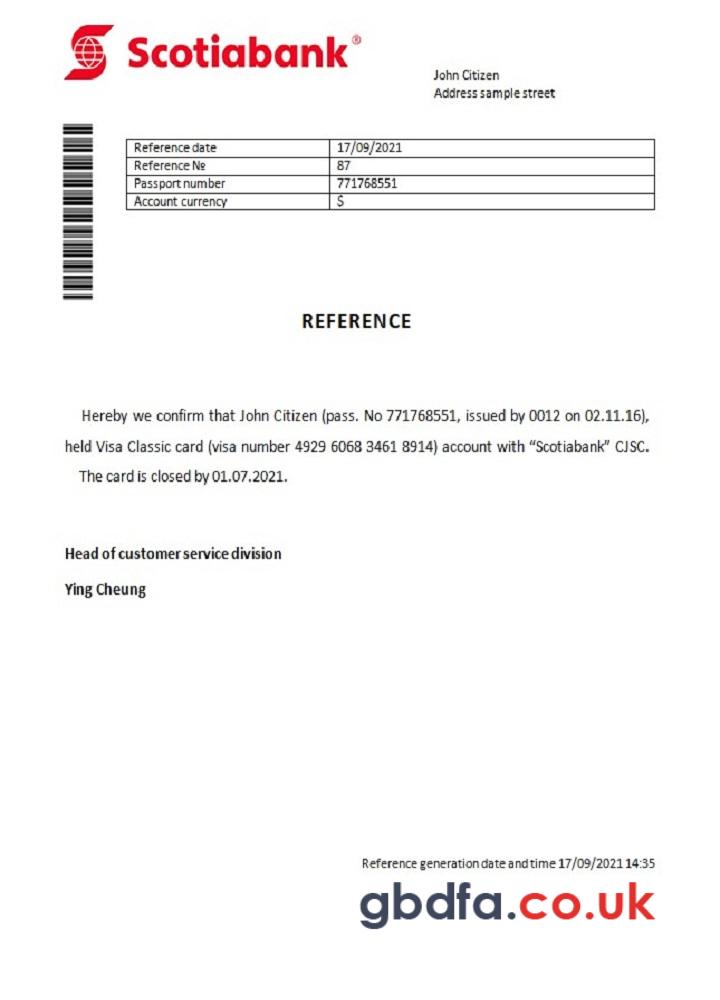 Scotiabank®
John Citizen
Address sample street
Reference date 17/09/2021
Reference № 87
Passport number 771768551
Account currency $
REFERENCE
Hereby we confirm that John Citizen (pass. No 771768551, issued by 0012 on 02.11.16),
held Visa Classic card (visa number 4929 6068 3461 8914) account with “Scotiabank” CJSC.
The card is closed by 01.07.2021.
Head of customer service division
Ying Cheung
Reference generation date and time 17/09/2021 14:35
gbdfa.co.uk